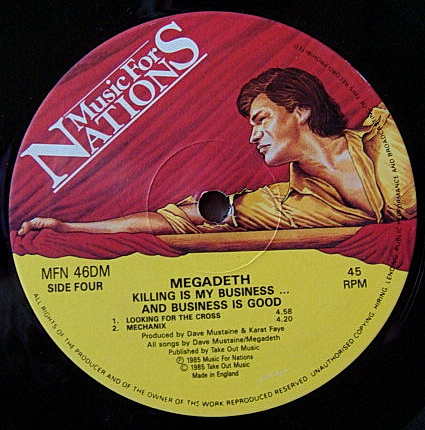 Music For
NATIONS
MFN 46DM
SIDE FOUR
45
RPM
MEGADETH
KILLING IS MY BUSINESS ...
AND BUSINESS IS GOOD
1. LOOKING FOR THE CROSS 4.58
2. MECHANIX 4.20
Produced by Dave Mustaine & Karat Faye
All songs by Dave Mustaine/Megadeth
Published by Take Out Music
Ⓟ 1985 Music For Nations
© 1985 Take Out Music
Made in England
ALL RIGHTS OF THE PRODUCER AND OF THE OWNER OF THE WORK REPRODUCED RESERVED. UNAUTHORISED COPYING, HIRING, LENDING, PUBLIC PERFORMANCE AND BROADCASTING OF THIS RECORD PROHIBITED